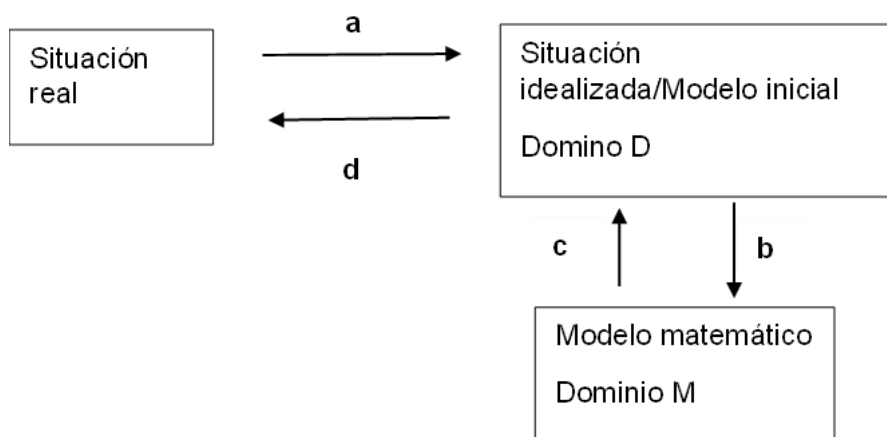 a
Situación
real
d
Situación
idealizada/Modelo inicial
Domino D
c
b
Modelo matemático
Dominio M